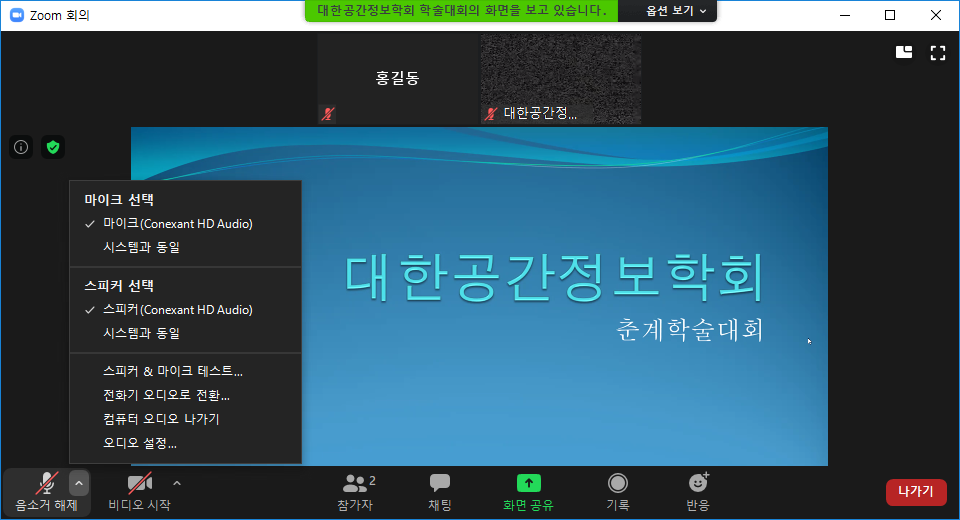 Zoom 회의
대한공간정보학회 학술대회의 화면을 보고 있습니다.
옵션 보기
홍길동
대한공간정...
마이크 선택
마이크(Conexant HD Audio)
시스템과 동일
스피커 선택
스피커(Conexant HD Audio)
시스템과 동일
스피커 & 마이크 테스트...
전화기 오디오로 전환...
컴퓨터 오디오 나가기
오디오 설정...
대한공간정보학회
춘계학술대회
음소거 해제
비디오 시작
2
참가자
채팅
화면 공유
기록
반응
나가기